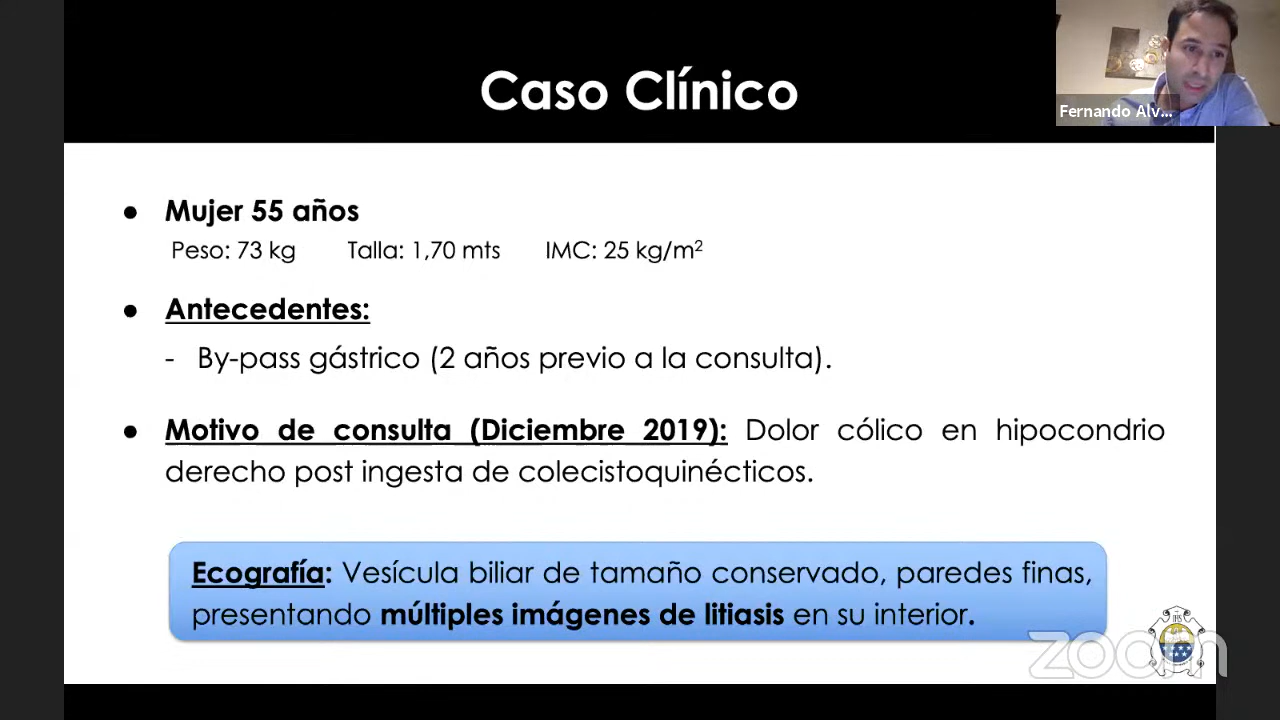 Caso Clínico
Fernando Alv...
● Mujer 55 años
Peso: 73 kg Talla: 1,70 mts IMC: 25 kg/m²
● Antecedentes:
- By-pass gástrico (2 años previo a la consulta).
● Motivo de consulta (Diciembre 2019): Dolor cólico en hipocondrio
derecho post ingesta de colecistoquinécticos.
Ecografía: Vesícula biliar de tamaño conservado, paredes finas,
presentando múltiples imágenes de litiasis en su interior.
zoom